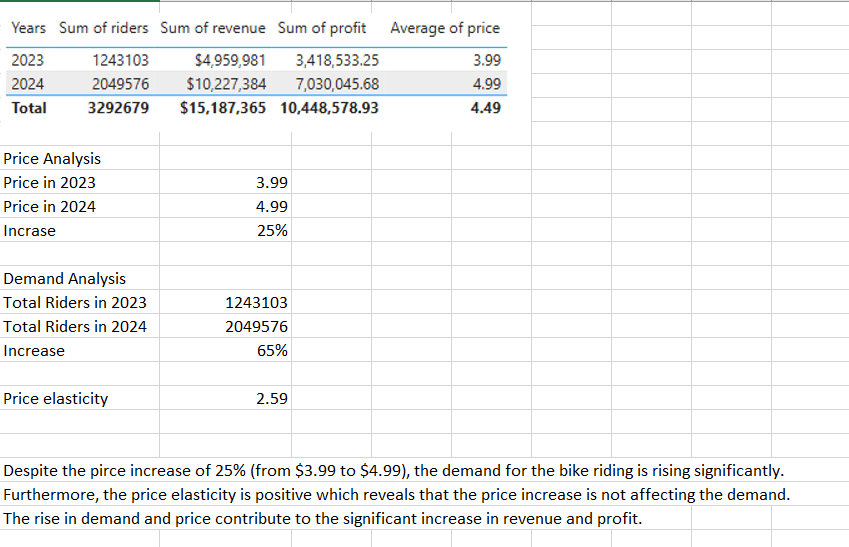 Years Sum of riders Sum of revenue Sum of profit Average of price
2023 1243103 $4,959,981 3,418,533.25 3.99
2024 2049576 $10,227,384 7,030,045.68 4.99
Total 3292679 $15,187,365 10,448,578.93 4.49
Price Analysis
Price in 2023 3.99
Price in 2024 4.99
Incrase 25%
Demand Analysis
Total Riders in 2023 1243103
Total Riders in 2024 2049576
Increase 65%
Price elasticity 2.59
Despite the pirce increase of 25% (from $3.99 to $4.99), the demand for the bike riding is rising significantly.
Furthermore, the price elasticity is positive which reveals that the price increase is not affecting the demand.
The rise in demand and price contribute to the significant increase in revenue and profit.